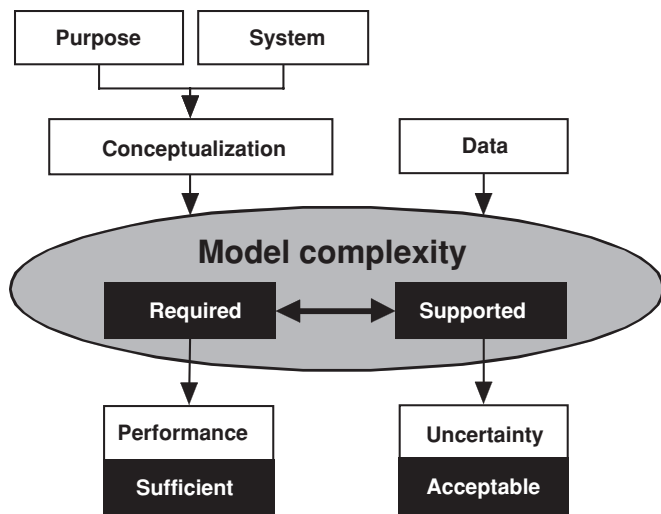 Purpose
System
Conceptualization
Data
Model complexity
Required
Supported
Performance
Uncertainty
Sufficient
Acceptable